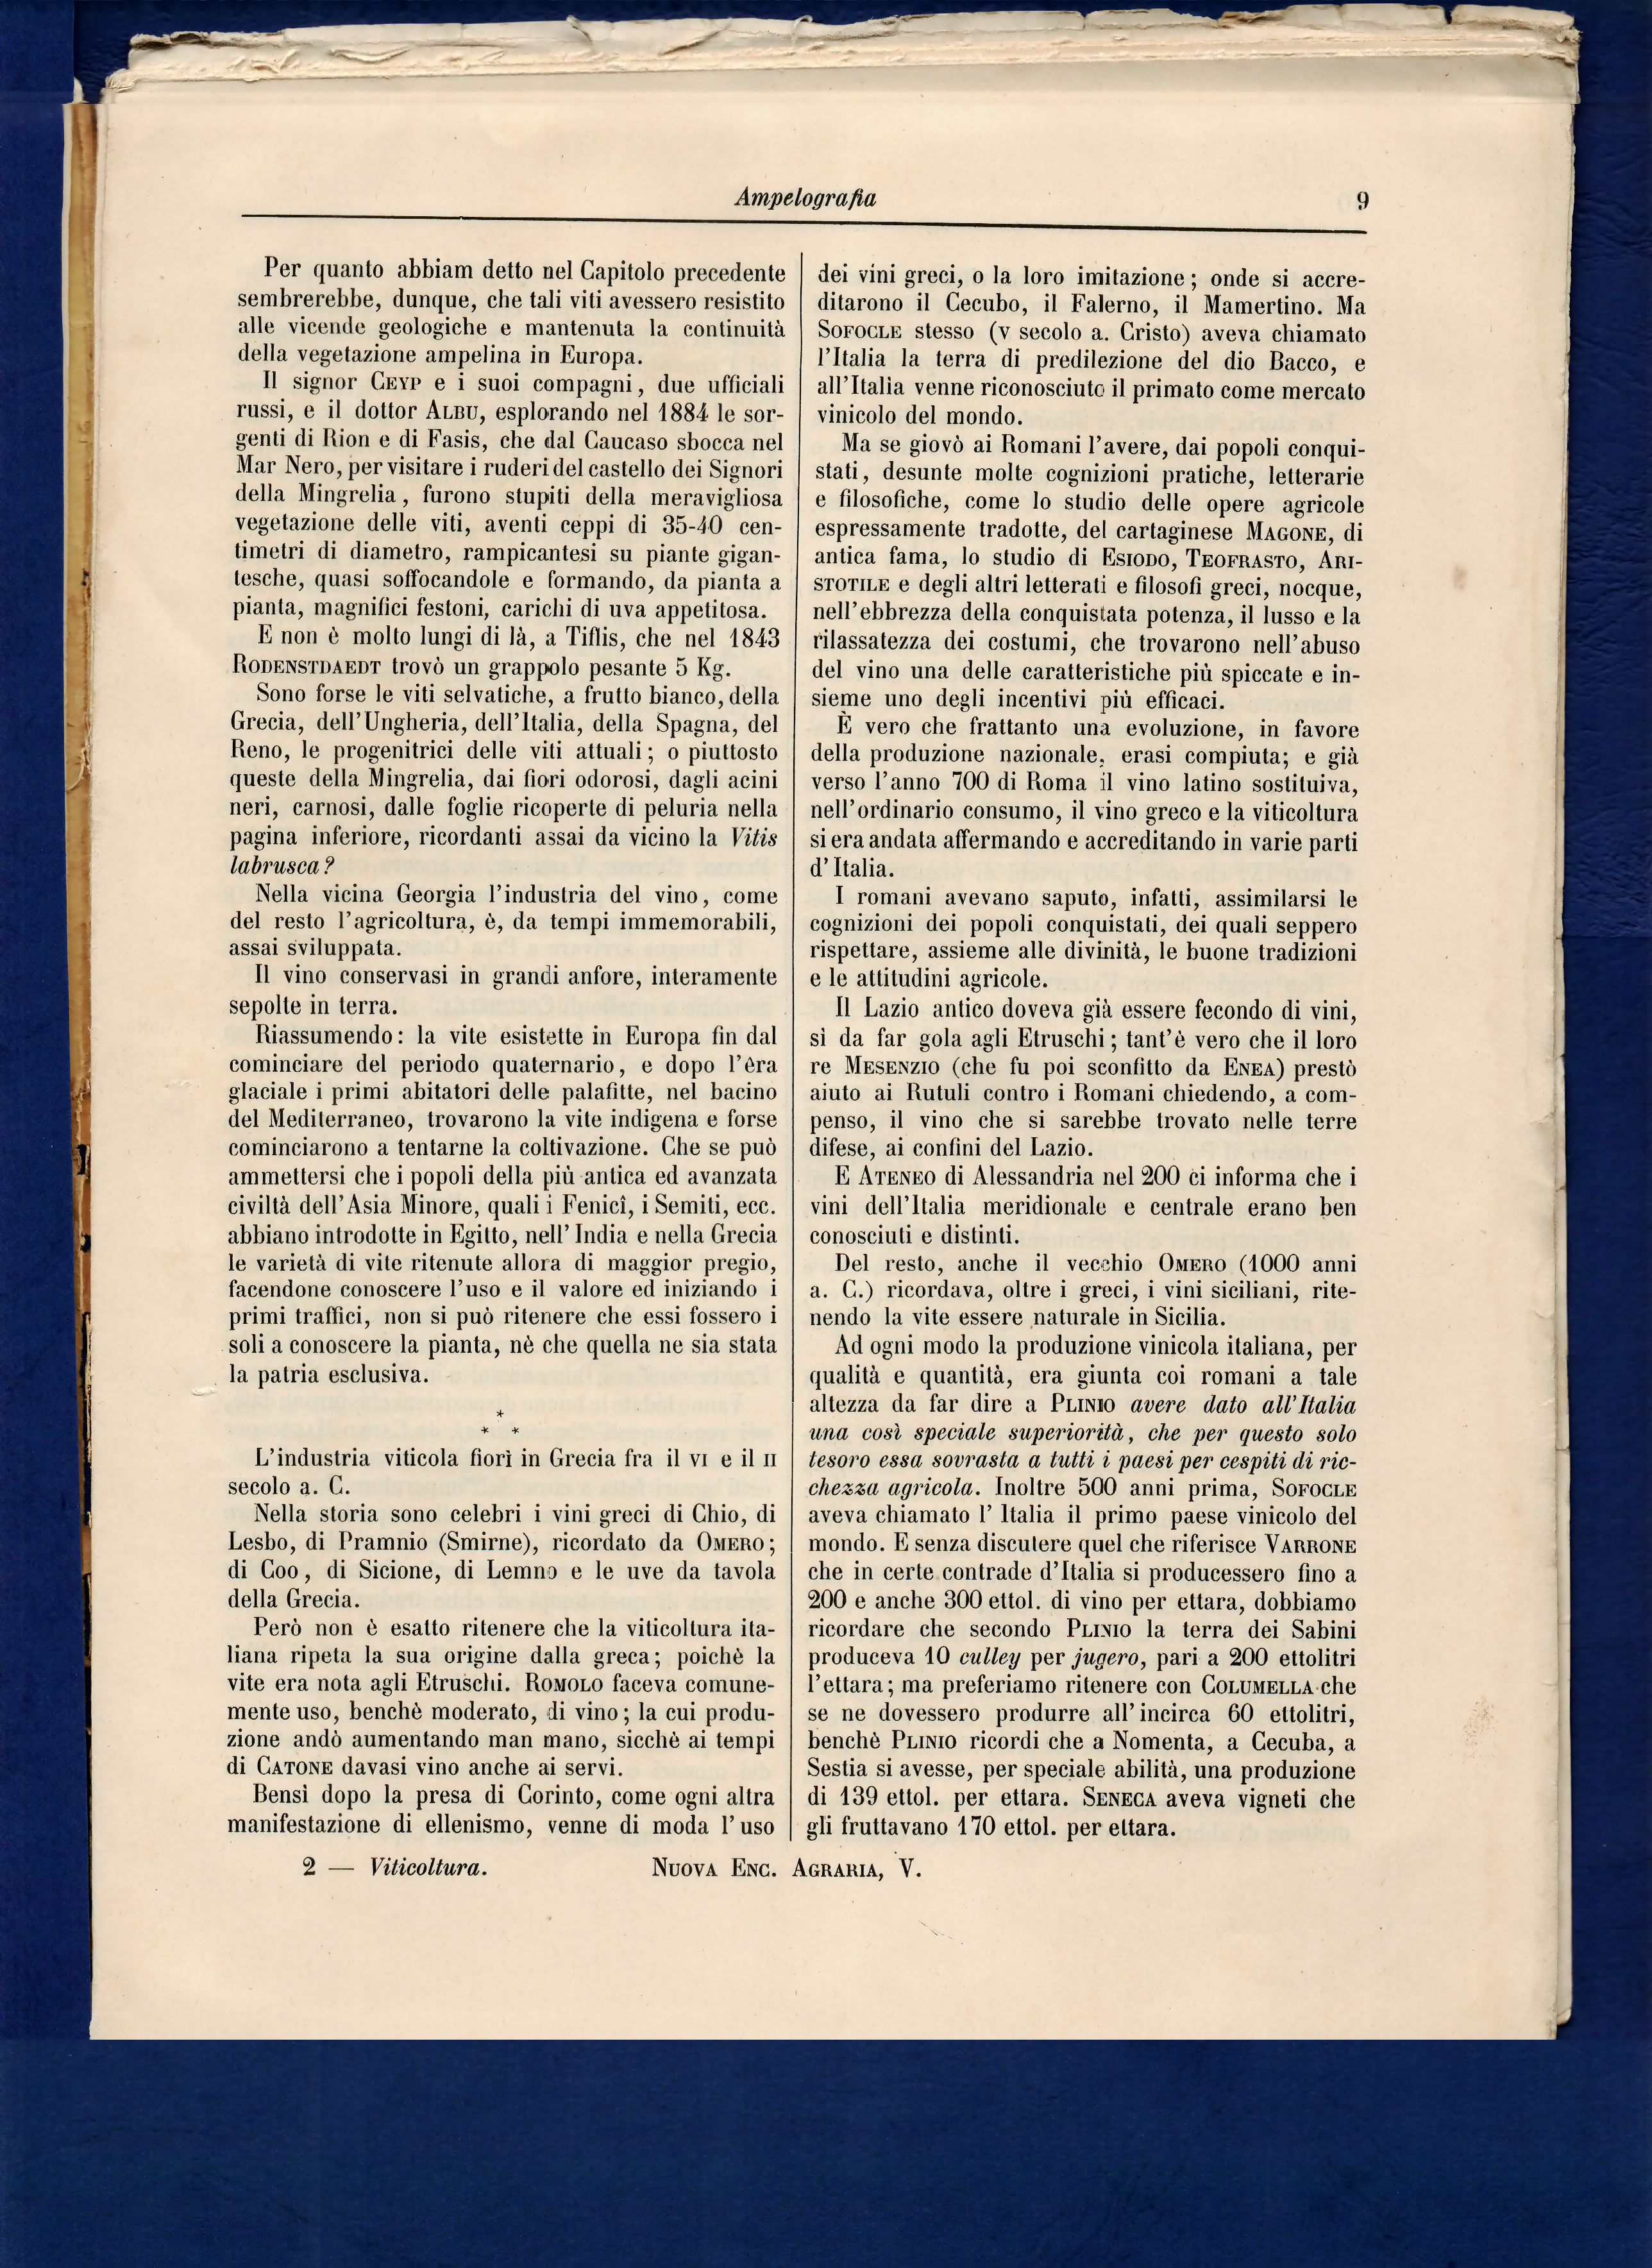 Ampelografia 9
Per quanto abbiam detto nel Capitolo precedente
sembrerebbe, dunque, che tali viti avessero resistito
alle vicende geologiche e mantenuta la continuità
della vegetazione ampelina in Europa.
Il signor CEYP e i suoi compagni, due ufficiali
russi, e il dottor ALBU, esplorando nel 1884 le sor-
genti di Rion e di Fasis, che dal Caucaso sbocca nel
Mar Nero, per visitare i ruderi del castello dei Signori
della Mingrelia, furono stupiti della meravigliosa
vegetazione delle viti, aventi ceppi di 35-40 cen-
timetri di diametro, rampicantesi su piante gigan-
tesche, quasi soffocandole e formando, da pianta a
pianta, magnifici festoni, carichi di uva appetitosa.
E non è molto lungi di là, a Tiflis, che nel 1843
RODENSTDAEDT trovò un grappolo pesante 5 Kg.
Sono forse le viti selvatiche, a frutto bianco, della
Grecia, dell'Ungheria, dell'Italia, della Spagna, del
Reno, le progenitrici delle viti attuali; o piuttosto
queste della Mingrelia, dai fiori odorosi, dagli acini
neri, carnosi, dalle foglie ricoperte di peluria nella
pagina inferiore, ricordanti assai da vicino la Vitis
labrusca?
Nella vicina Georgia l'industria del vino, come
del resto l'agricoltura, è, da tempi immemorabili,
assai sviluppata.
Il vino conservasi in grandi anfore, interamente
sepolte in terra.
Riassumendo: la vite esistette in Europa fin dal
cominciare del periodo quaternario, e dopo l'èra
glaciale i primi abitatori delle palafitte, nel bacino
del Mediterraneo, trovarono la vite indigena e forse
cominciarono a tentarne la coltivazione. Che se può
ammettersi che i popoli della più antica ed avanzata
civiltà dell'Asia Minore, quali i Fenicî, i Semiti, ecc.
abbiano introdotte in Egitto, nell'India e nella Grecia
le varietà di vite ritenute allora di maggior pregio,
facendone conoscere l'uso e il valore ed iniziando i
primi traffici, non si può ritenere che essi fossero i
soli a conoscere la pianta, nè che quella ne sia stata
la patria esclusiva.
*
* *
L'industria viticola fiorì in Grecia fra il VI e il II
secolo a. C.
Nella storia sono celebri i vini greci di Chio, di
Lesbo, di Pramnio (Smirne), ricordato da OMERO;
di Coo, di Sicione, di Lemno e le uve da tavola
della Grecia.
Però non è esatto ritenere che la viticoltura ita-
liana ripeta la sua origine dalla greca; poichè la
vite era nota agli Etruschi. ROMOLO faceva comune-
mente uso, benchè moderato, di vino; la cui produ-
zione andò aumentando man mano, sicchè ai tempi
di CATONE davasi vino anche ai servi.
Bensì dopo la presa di Corinto, come ogni altra
manifestazione di ellenismo, venne di moda l'uso
dei vini greci, o la loro imitazione; onde si accre-
ditarono il Cecubo, il Falerno, il Mamertino. Ma
SOFOCLE stesso (V secolo a. Cristo) aveva chiamato
l'Italia la terra di predilezione del dio Bacco, e
all'Italia venne riconosciuto il primato come mercato
vinicolo del mondo.
Ma se giovò ai Romani l'avere, dai popoli conqui-
stati, desunte molte cognizioni pratiche, letterarie
e filosofiche, come lo studio delle opere agricole
espressamente tradotte, del cartaginese MAGONE, di
antica fama, lo studio di ESIODO, TEOFRASTO, ARI-
STOTILE e degli altri letterati e filosofi greci, nocque,
nell'ebbrezza della conquistata potenza, il lusso e la
rilassatezza dei costumi, che trovarono nell'abuso
del vino una delle caratteristiche più spiccate e in-
sieme uno degli incentivi più efficaci.
È vero che frattanto una evoluzione, in favore
della produzione nazionale, erasi compiuta; e già
verso l'anno 700 di Roma il vino latino sostituiva,
nell'ordinario consumo, il vino greco e la viticoltura
si era andata affermando e accreditando in varie parti
d'Italia.
I romani avevano saputo, infatti, assimilarsi le
cognizioni dei popoli conquistati, dei quali seppero
rispettare, assieme alle divinità, le buone tradizioni
e le attitudini agricole.
Il Lazio antico doveva già essere fecondo di vini,
sì da far gola agli Etruschi; tant'è vero che il loro
re MESENZIO (che fu poi sconfitto da ENEA) prestò
aiuto ai Rutuli contro i Romani chiedendo, a com-
penso, il vino che si sarebbe trovato nelle terre
difese, ai confini del Lazio.
E ATENEO di Alessandria nel 200 ci informa che i
vini dell'Italia meridionale e centrale erano ben
conosciuti e distinti.
Del resto, anche il vecchio OMERO (1000 anni
a. C.) ricordava, oltre i greci, i vini siciliani, rite-
nendo la vite essere naturale in Sicilia.
Ad ogni modo la produzione vinicola italiana, per
qualità e quantità, era giunta coi romani a tale
altezza da far dire a PLINIO avere dato all'Italia
una così speciale superiorità, che per questo solo
tesoro essa sovrasta a tutti i paesi per cespiti di ric-
chezza agricola. Inoltre 500 anni prima, SOFOCLE
aveva chiamato l'Italia il primo paese vinicolo del
mondo. E senza discutere quel che riferisce VARRONE
che in certe contrade d'Italia si producessero fino a
200 e anche 300 ettol. di vino per ettara, dobbiamo
ricordare che secondo PLINIO la terra dei Sabini
produceva 10 culley per jugero, pari a 200 ettolitri
l'ettara; ma preferiamo ritenere con COLUMELLA che
se ne dovessero produrre all'incirca 60 ettolitri,
benchè PLINIO ricordi che a Nomenta, a Cecuba, a
Sestia si avesse, per speciale abilità, una produzione
di 139 ettol. per ettara. SENECA aveva vigneti che
gli fruttavano 170 ettol. per ettara.
2 — Viticoltura. NUOVA ENC. AGRARIA, V.